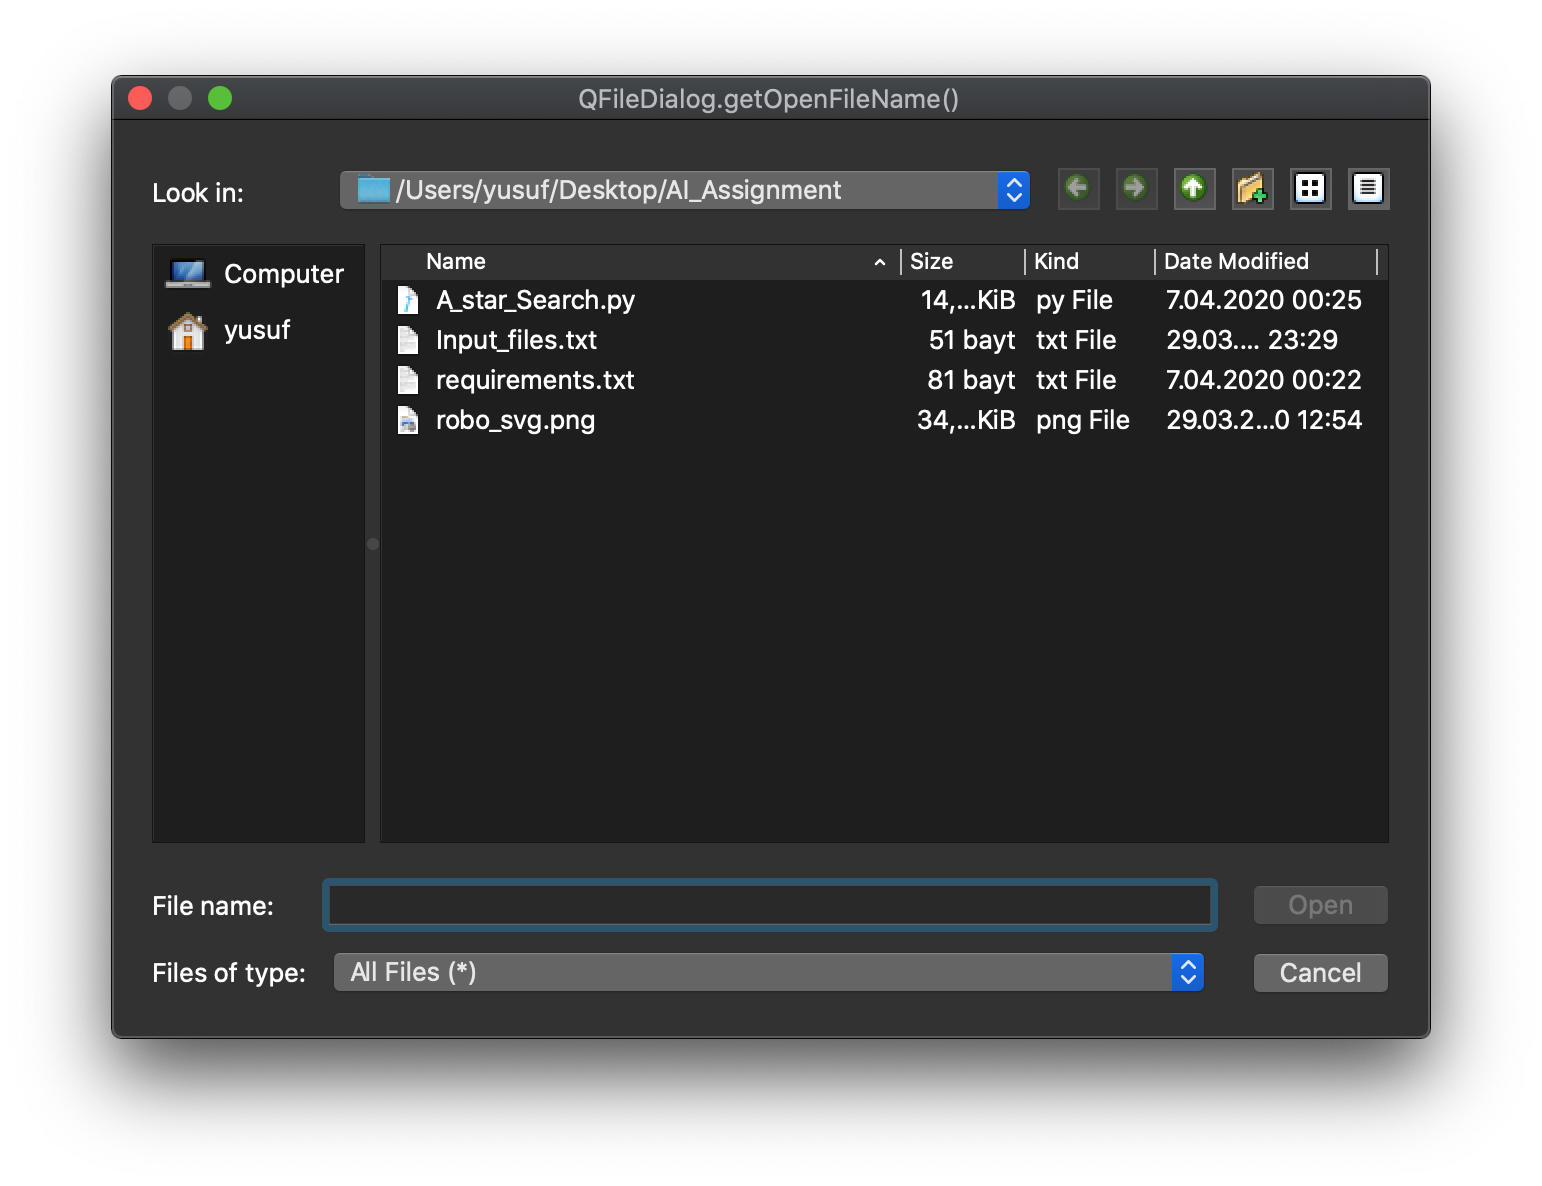 QFileDialog.getOpenFileName()
Look in: /Users/yusuf/Desktop/AI_Assignment
Computer
yusuf
Name Size Kind Date Modified
A_star_Search.py 14,...KiB py File 7.04.2020 00:25
Input_files.txt 51 bayt txt File 29.03.... 23:29
requirements.txt 81 bayt txt File 7.04.2020 00:22
robo_svg.png 34,...KiB png File 29.03.2...0 12:54
File name: Open
Files of type: All Files (*) Cancel